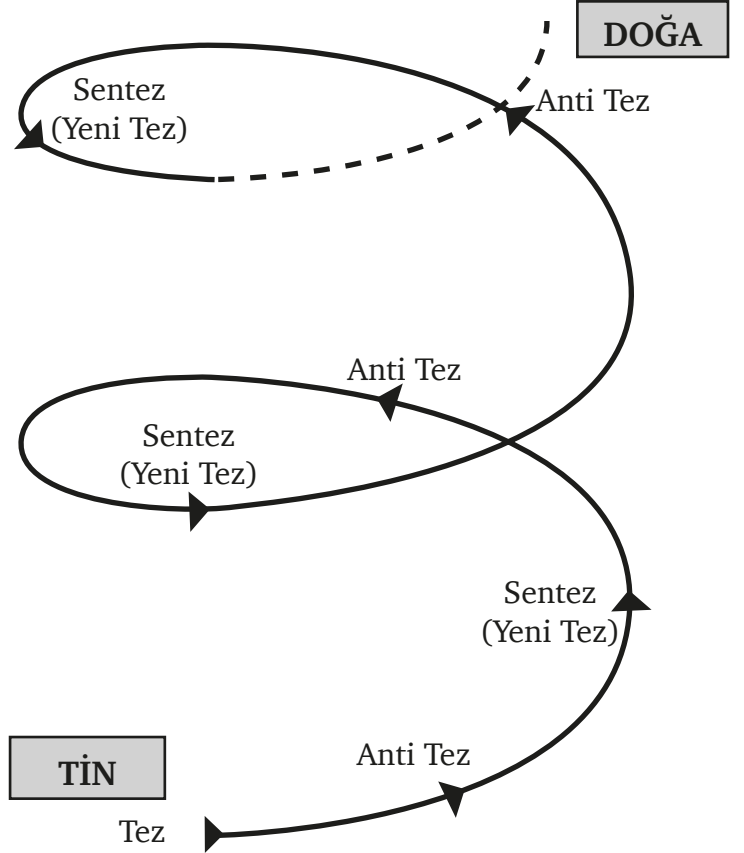 DOĞA
Sentez
(Yeni Tez)
Anti Tez
Anti Tez
Sentez
(Yeni Tez)
Sentez
(Yeni Tez)
Anti Tez
TİN
Tez